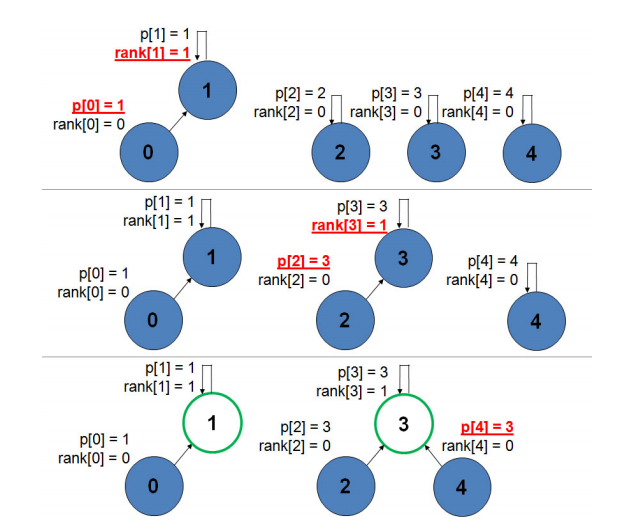 p[1] = 1
rank[1] = 1
1
p[0] = 1
rank[0] = 0
0
p[2] = 2
rank[2] = 0
2
p[3] = 3
rank[3] = 0
3
p[4] = 4
rank[4] = 0
4
p[1] = 1
rank[1] = 1
1
p[0] = 1
rank[0] = 0
0
p[3] = 3
rank[3] = 1
3
p[2] = 3
rank[2] = 0
2
p[4] = 4
rank[4] = 0
4
p[1] = 1
rank[1] = 1
1
p[0] = 1
rank[0] = 0
0
p[3] = 3
rank[3] = 1
3
p[2] = 3
rank[2] = 0
2
p[4] = 3
rank[4] = 0
4